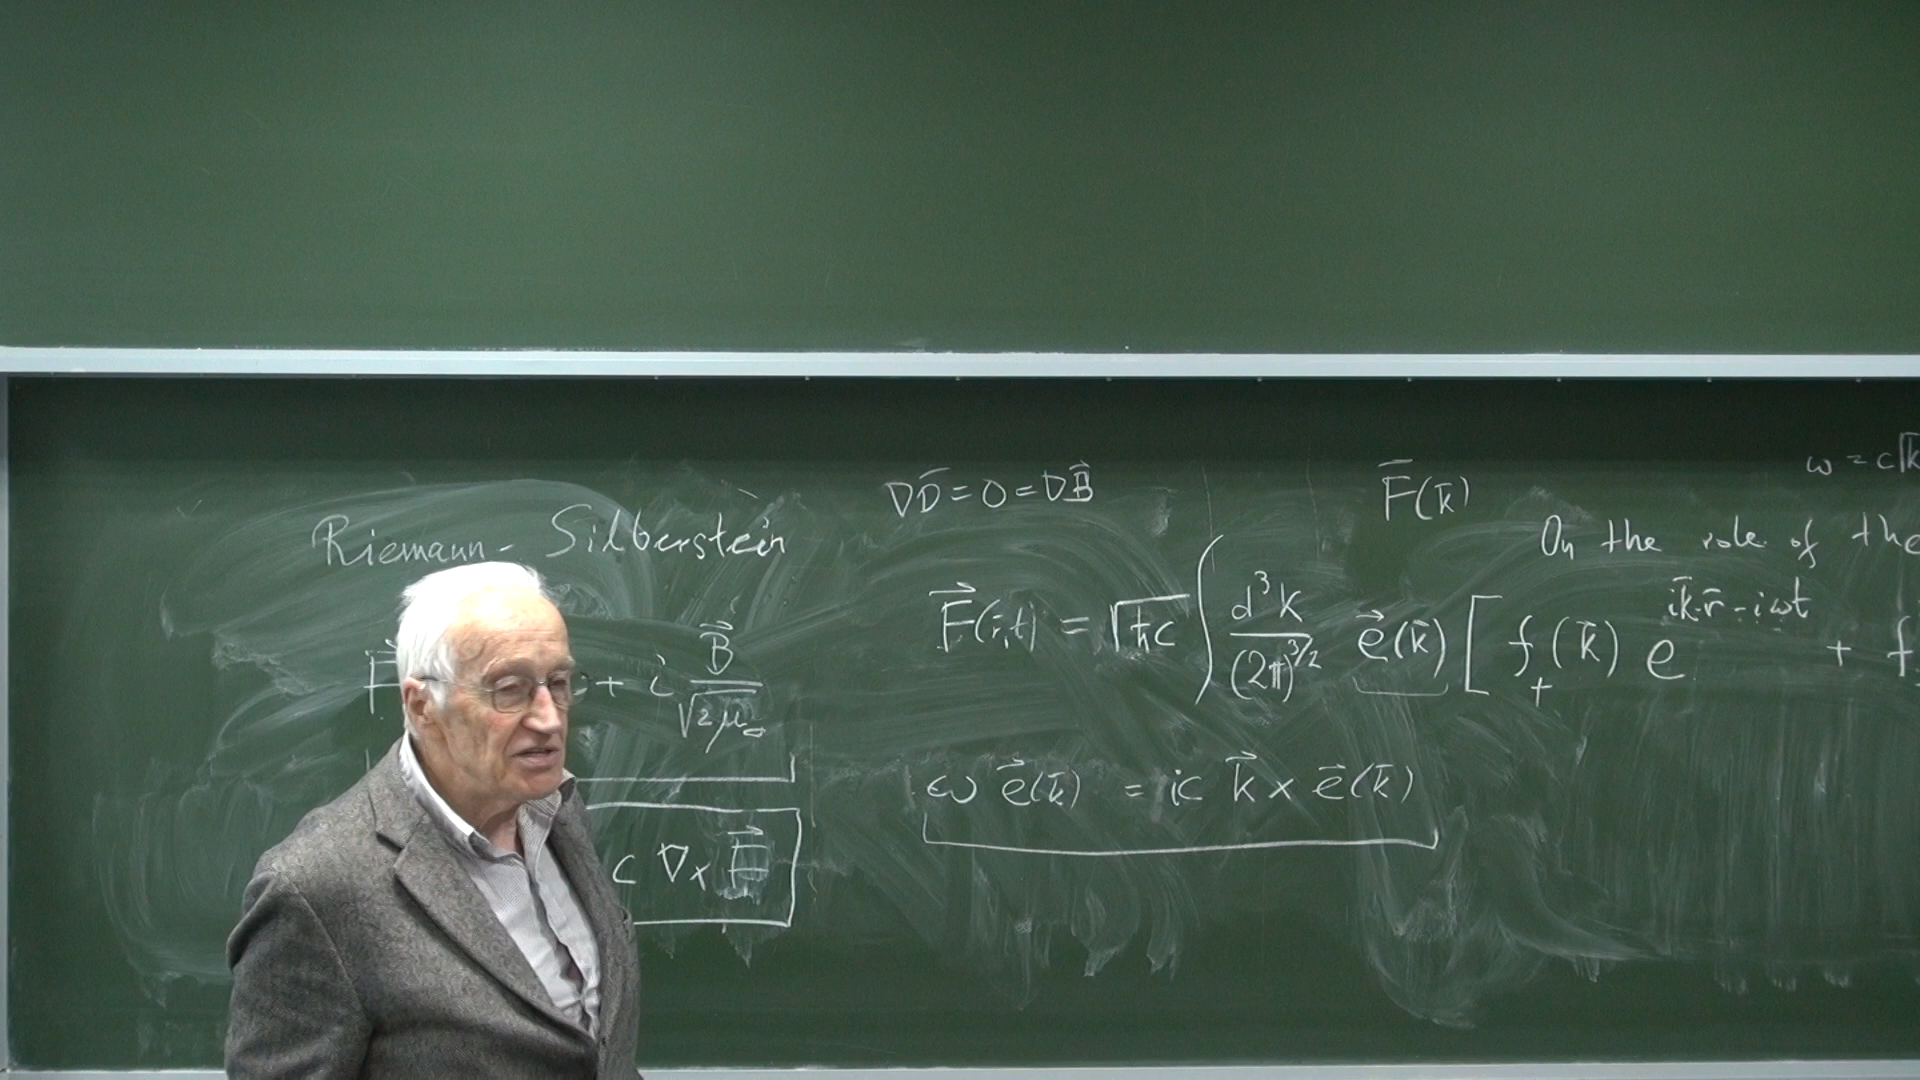 Riemann - Silberstein
F⃗ + i B⃗/√2μ₀
c ∇× F⃗
∇D⃗ = 0 = ∇B⃗
F⃗(k⃗)
ω = c|k
On the role of the
F⃗(r⃗,t) = √ħc ∫ d³k/(2π)^3/2 e⃗(k⃗) [ f₊(k⃗) e^ik⃗·r⃗-iωt + f
ω e⃗(k⃗) = ic k⃗ × e⃗(k⃗)